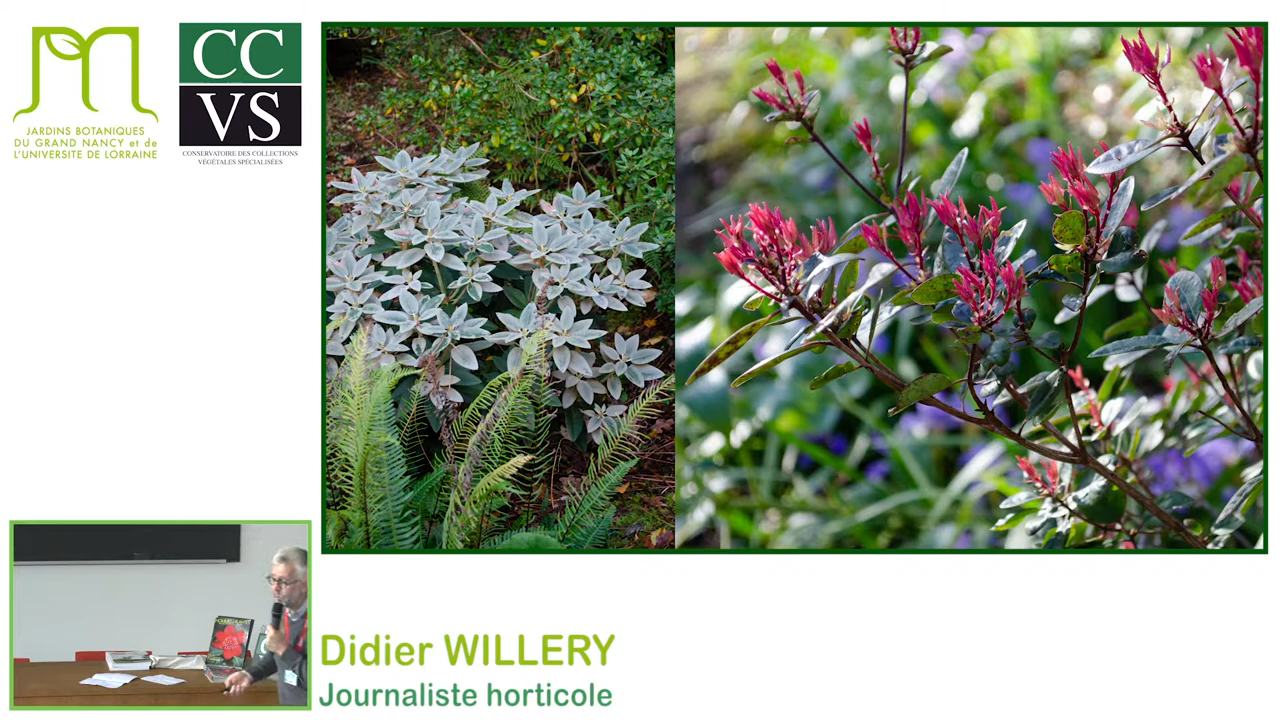 JARDINS BOTANIQUES
DU GRAND NANCY et de
L'UNIVERSITE DE LORRAINE
CC
VS
CONSERVATOIRE DES COLLECTIONS
VÉGÉTALES SPÉCIALISÉES
Didier WILLERY
Journaliste horticole